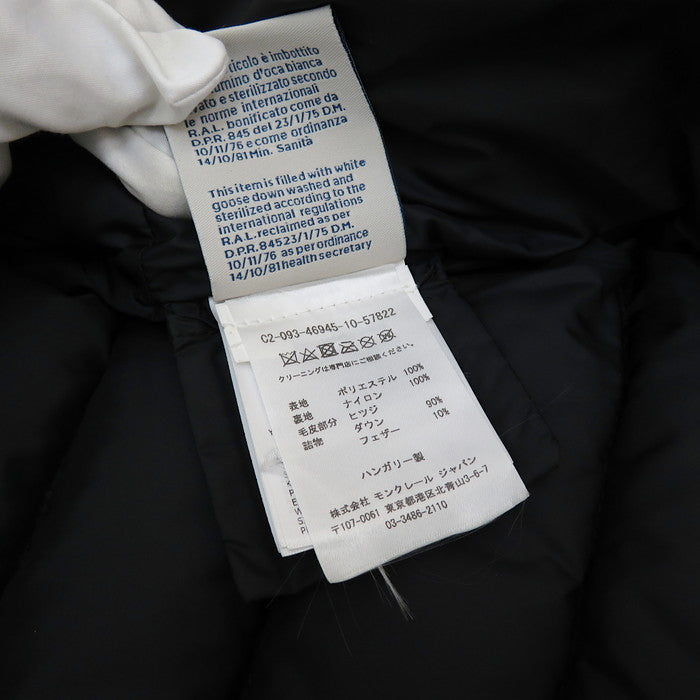 icolo è imbottito
umino d'oca bianca
ato e sterilizzato secondo
le norme internazionali
R.A.L. bonificato come da
D.P.R. 845 del 23/1/75 D.M.
10/11/76 e come ordinanza
14/10/81 Min. Sanità
This item is filled with white
goose down washed and
sterilized according to the
international regulations
R.A.L. reclaimed as per
D.P.R. 84523/1/75 D.M.
10/11/76 as per ordinance
14/10/81 health secretary
C2-093-46945-10-57822
クリーニングは専門店にご相談ください。
表地 ポリエステル 100%
裏地 ナイロン 100%
毛皮部分 ヒツジ
詰物 ダウン 90%
フェザー 10%
ハンガリー製
株式会社 モンクレール ジャパン
〒107-0061 東京都港区北青山3-6-7
03-3486-2110